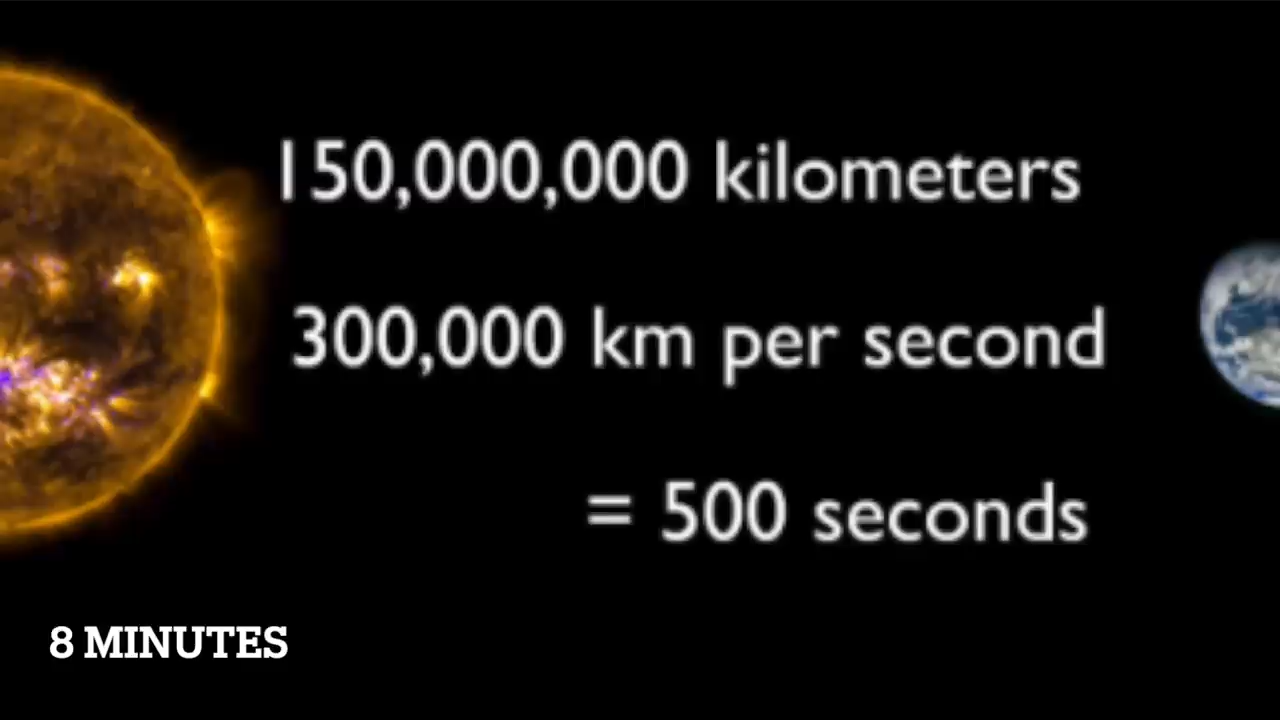 150,000,000 kilometers
300,000 km per second
= 500 seconds
8 MINUTES